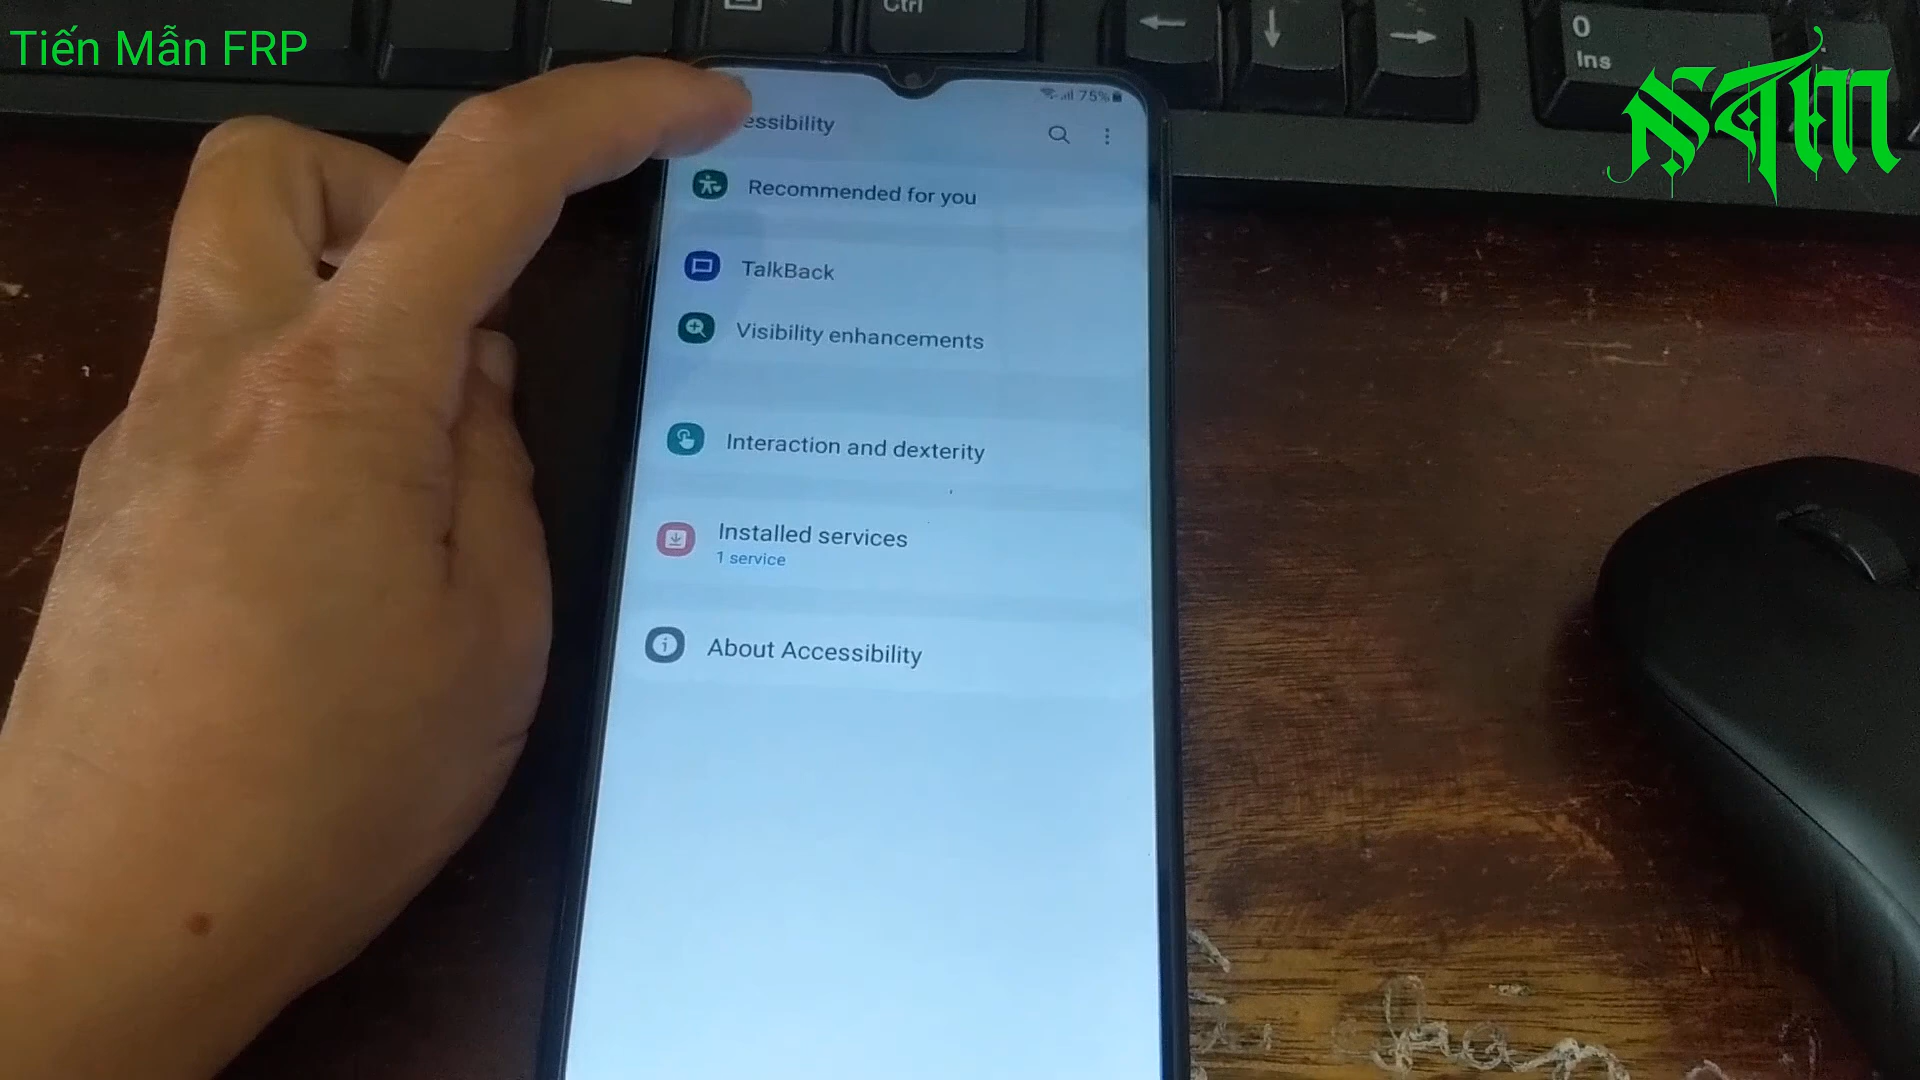 Tiến Mẫn FRP
Ctrl
0
Ins
NAM
75%
essibility
Recommended for you
TalkBack
Visibility enhancements
Interaction and dexterity
Installed services
1 service
About Accessibility